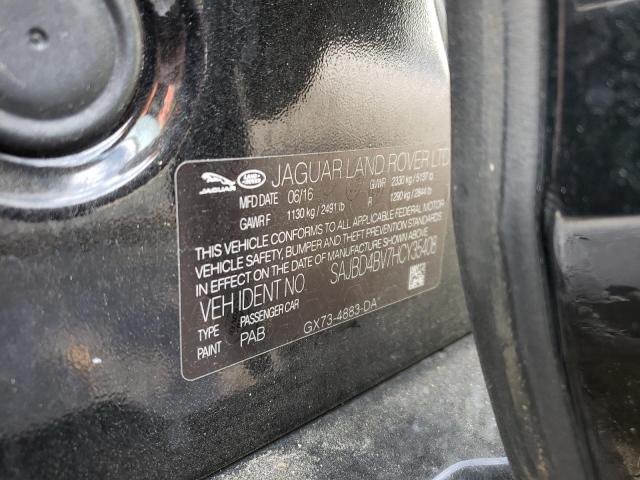 JAGUAR LAND ROVER JAGUAR LAND ROVER LTD
MFD DATE 06/16 GVWR 2330 kg / 5137 lb
GAWR F 1130 kg / 2491 lb R 1290 kg / 2844 lb
THIS VEHICLE CONFORMS TO ALL APPLICABLE FEDERAL MOTOR
VEHICLE SAFETY, BUMPER AND THEFT PREVENTION STANDARDS
IN EFFECT ON THE DATE OF MANUFACTURE SHOWN ABOVE.
VEH IDENT NO. SAJBD4BV7HCY35408
TYPE PASSENGER CAR
PAINT PAB GX73-4883-DA